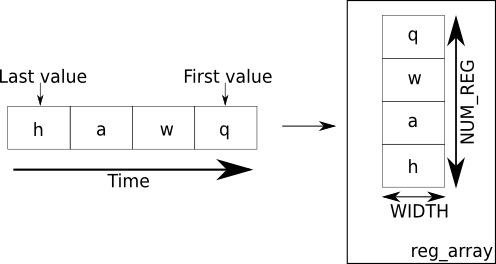 Last value
First value
h a w q
Time
q
w
a
h
NUM_REG
WIDTH
reg_array